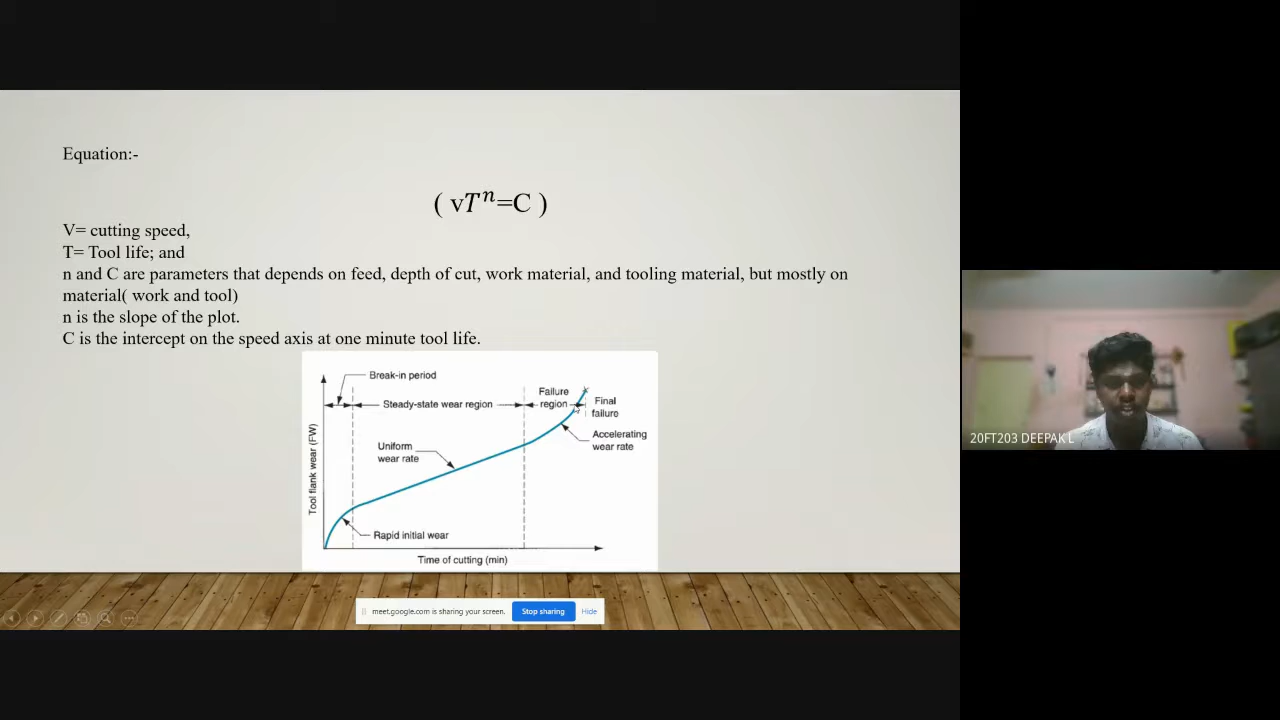 Equation:-
( vTⁿ=C )
V= cutting speed,
T= Tool life; and
n and C are parameters that depends on feed, depth of cut, work material, and tooling material, but mostly on
material( work and tool)
n is the slope of the plot.
C is the intercept on the speed axis at one minute tool life.
Break-in period
Steady-state wear region
Failure
region
Final
failure
Uniform
wear rate
Accelerating
wear rate
Tool flank wear (FW)
Rapid initial wear
Time of cutting (min)
meet.google.com is sharing your screen.
Stop sharing
Hide
20FT203 DEEPAK L